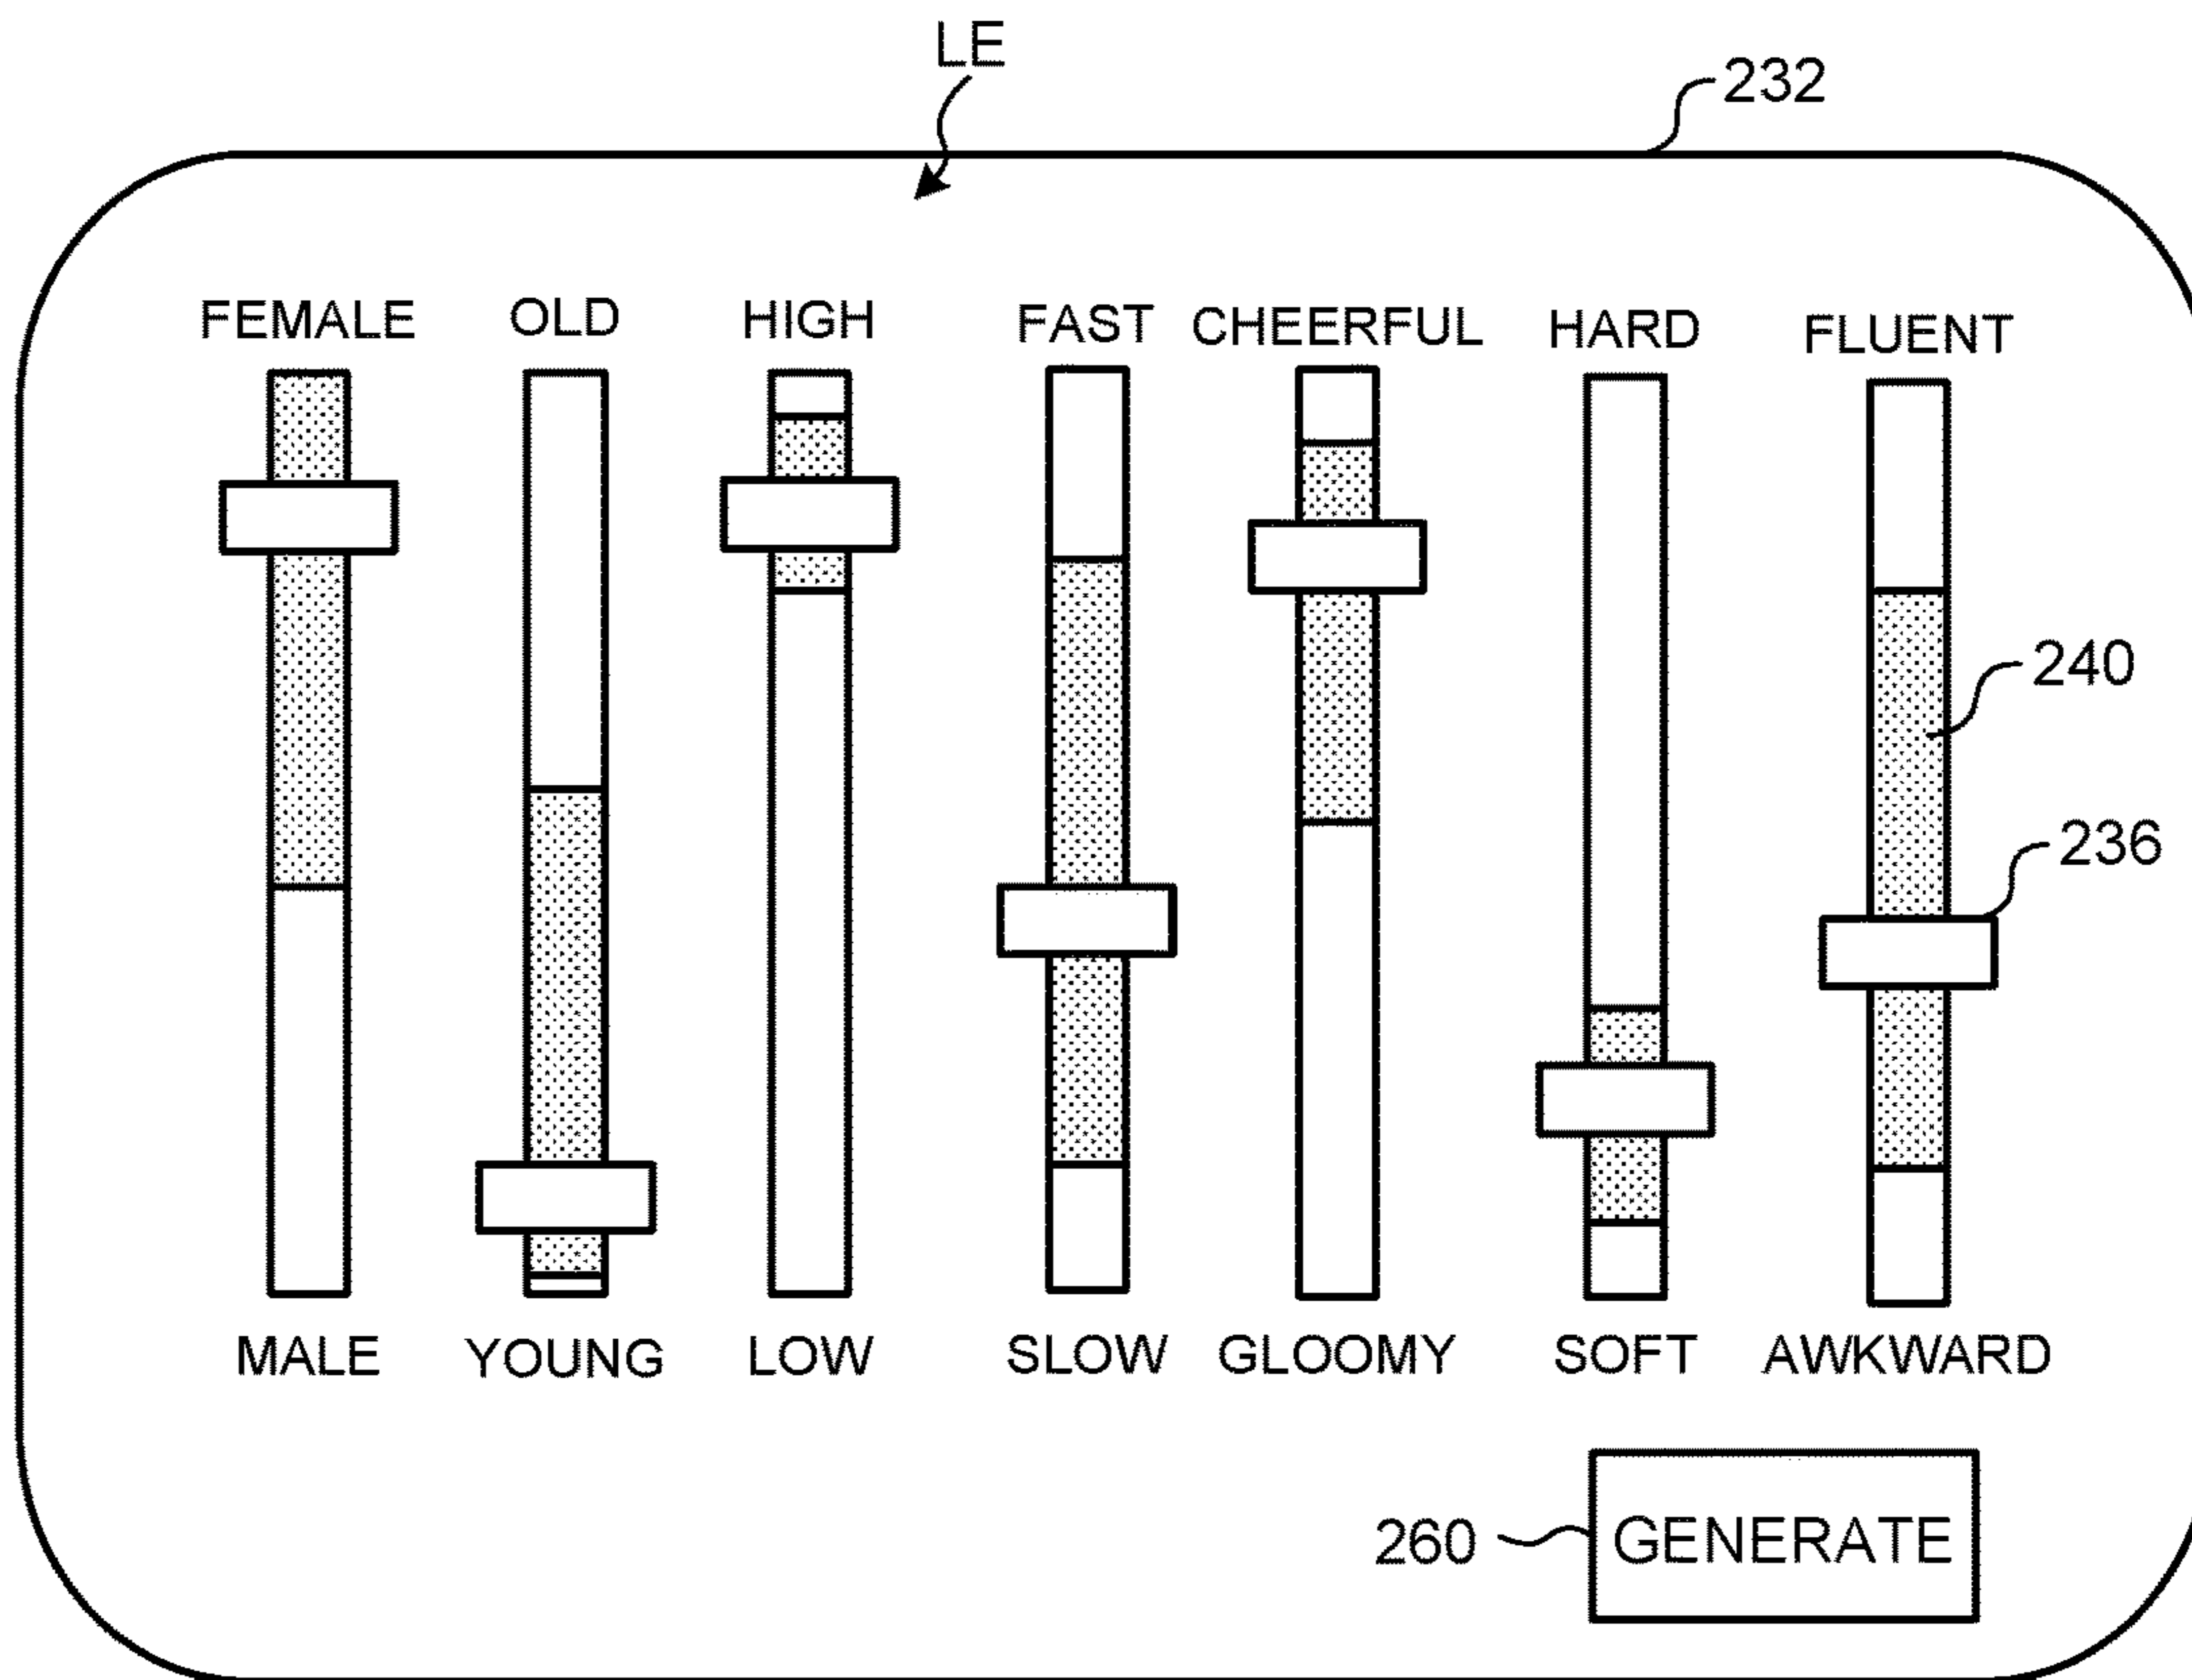 LE
232
FEMALE OLD HIGH FAST CHEERFUL HARD FLUENT
240
236
MALE YOUNG LOW SLOW GLOOMY SOFT AWKWARD
260 GENERATE